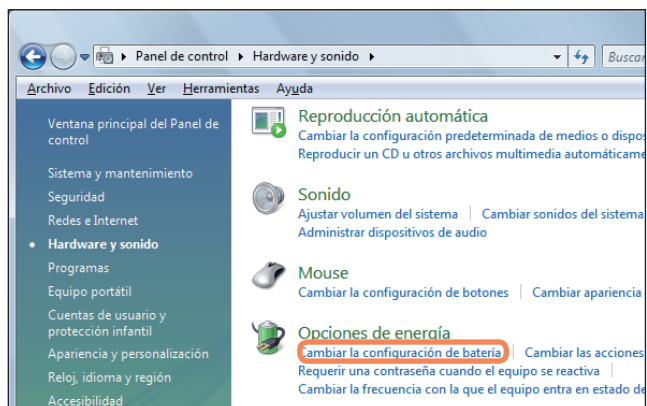 Panel de control Hardware y sonido Buscar
Archivo Edición Ver Herramientas Ayuda
Ventana principal del Panel de
control
Sistema y mantenimiento
Seguridad
Redes e Internet
Hardware y sonido
Programas
Equipo portátil
Cuentas de usuario y
protección infantil
Apariencia y personalización
Reloj, idioma y región
Accesibilidad
Reproducción automática
Cambiar la configuración predeterminada de medios o dispos
Reproducir un CD u otros archivos multimedia automáticame
Sonido
Ajustar volumen del sistema Cambiar sonidos del sistema
Administrar dispositivos de audio
Mouse
Cambiar la configuración de botones Cambiar apariencia
Opciones de energía
Cambiar la configuración de batería Cambiar las acciones
Requerir una contraseña cuando el equipo se reactiva
Cambiar la frecuencia con la que el equipo entra en estado de